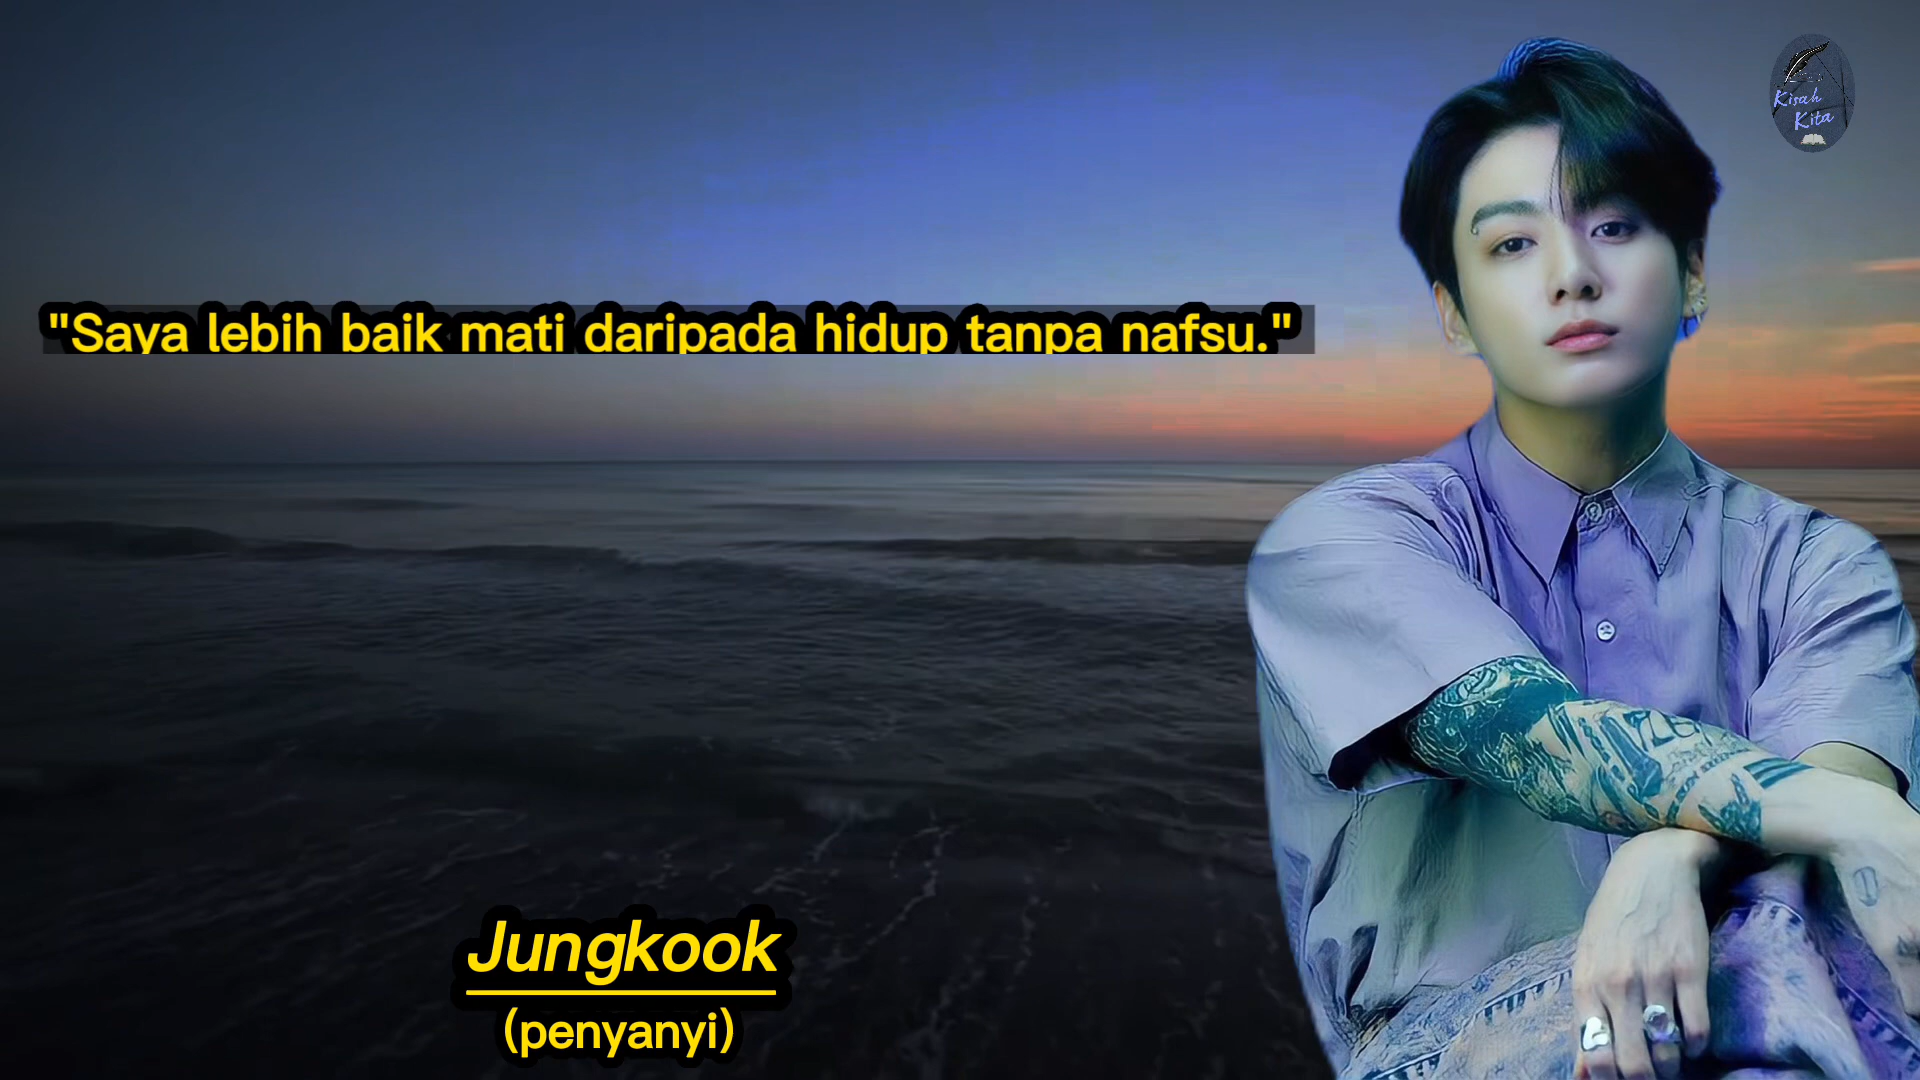 Kisah
Kita
"Saya lebih baik mati daripada hidup tanpa nafsu."
Jungkook
(penyanyi)